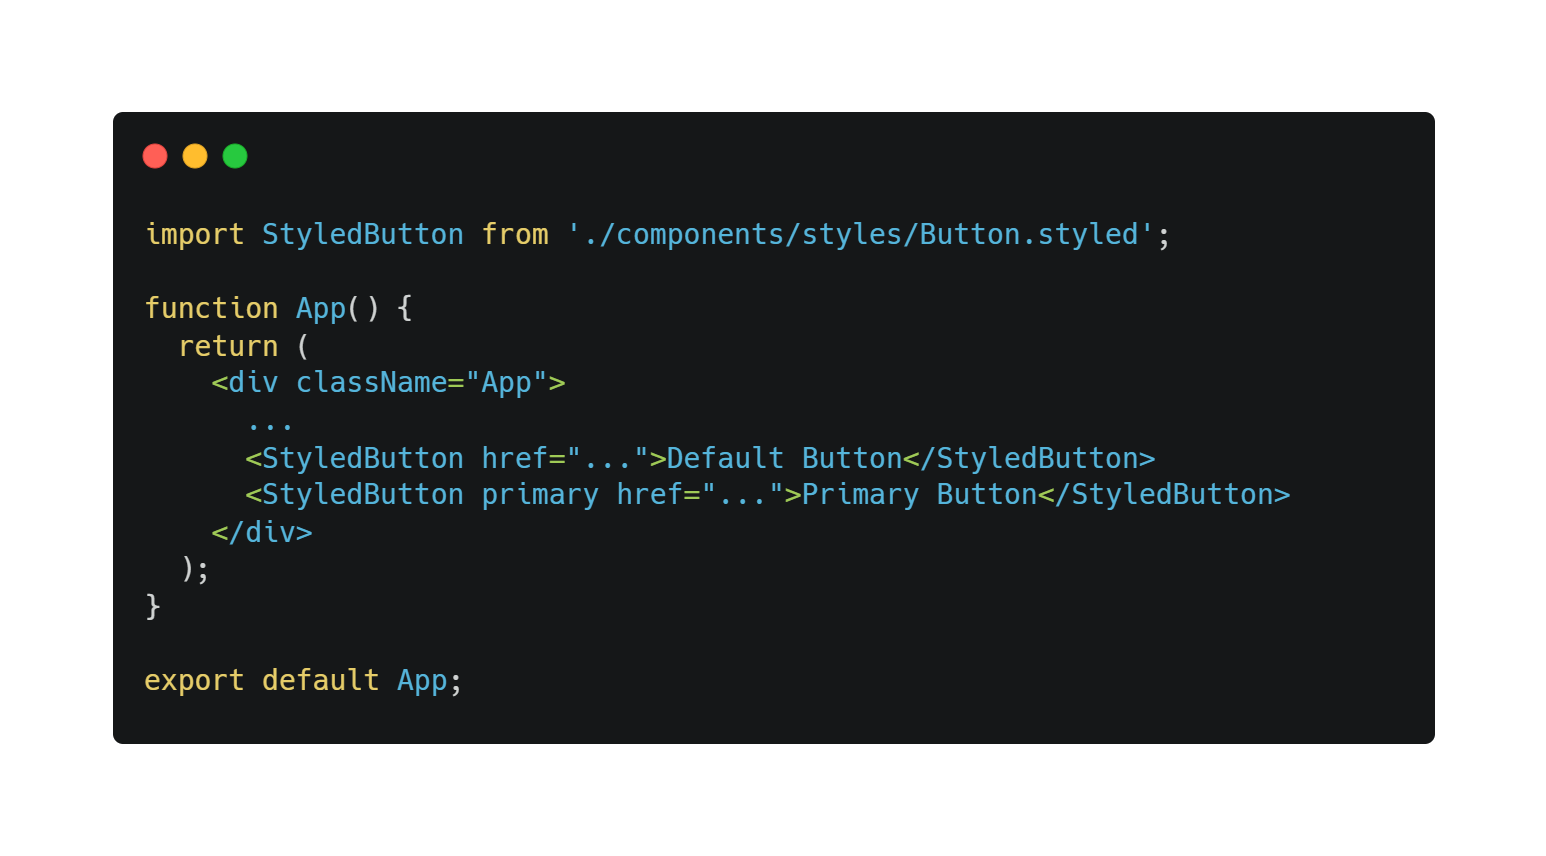 import StyledButton from './components/styles/Button.styled';
function App() {
return (
<div className="App">
...
<StyledButton href="...">Default Button</StyledButton>
<StyledButton primary href="...">Primary Button</StyledButton>
</div>
);
}
export default App;